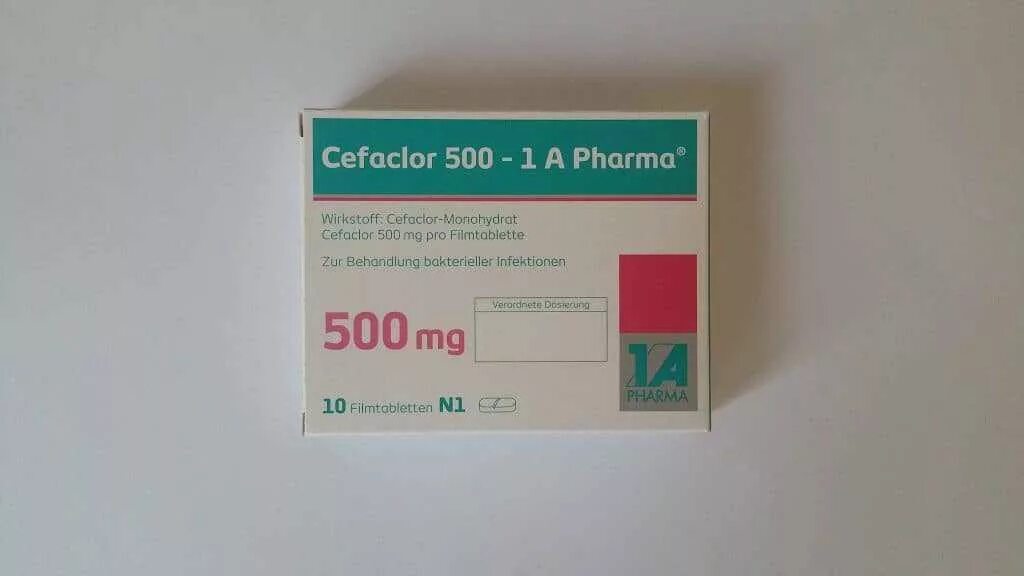 Cefaclor 500 - 1 A Pharma®
Wirkstoff: Cefaclor-Monohydrat
Cefaclor 500 mg pro Filmtablette
Zur Behandlung bakterieller Infektionen
Verordnete Dosierung
500 mg
1A
PHARMA
10 Filmtabletten N1